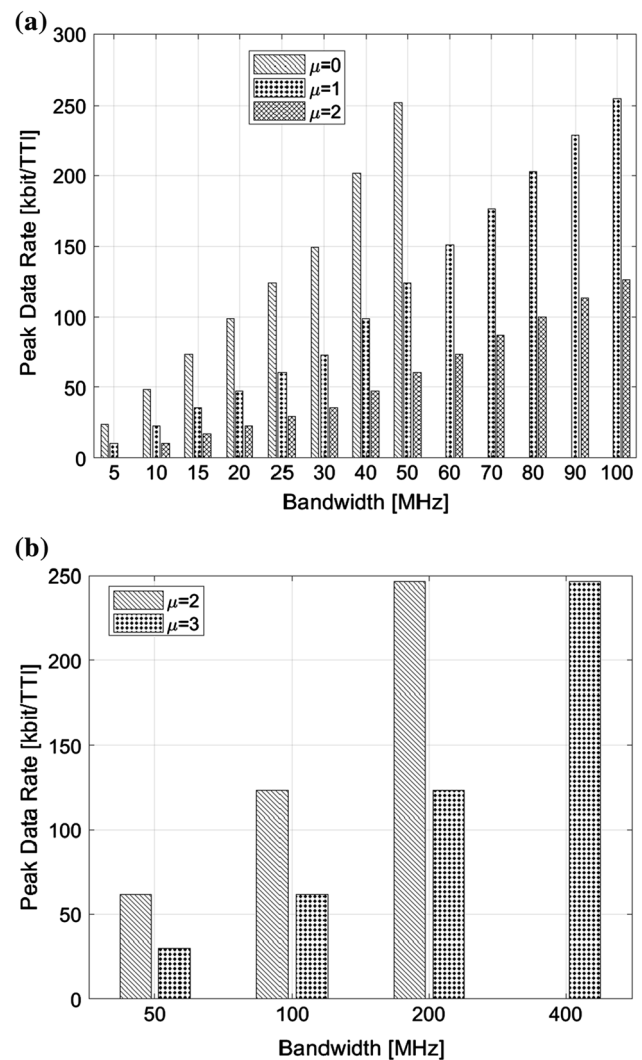 (a)
300
250
200
150
100
50
0
Peak Data Rate [kbit/TTI]
μ=0
μ=1
μ=2
5 10 15 20 25 30 40 50 60 70 80 90 100
Bandwidth [MHz]
(b)
250
200
150
100
50
0
Peak Data Rate [kbit/TTI]
μ=2
μ=3
50 100 200 400
Bandwidth [MHz]